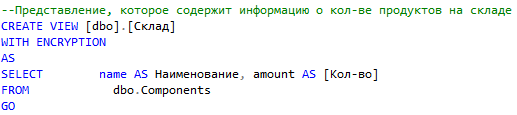 --Представление, которое содержит информацию о кол-ве продуктов на складе
CREATE VIEW [dbo].[Склад]
WITH ENCRYPTION
AS
SELECT name AS Наименование, amount AS [Кол-во]
FROM dbo.Components
GO